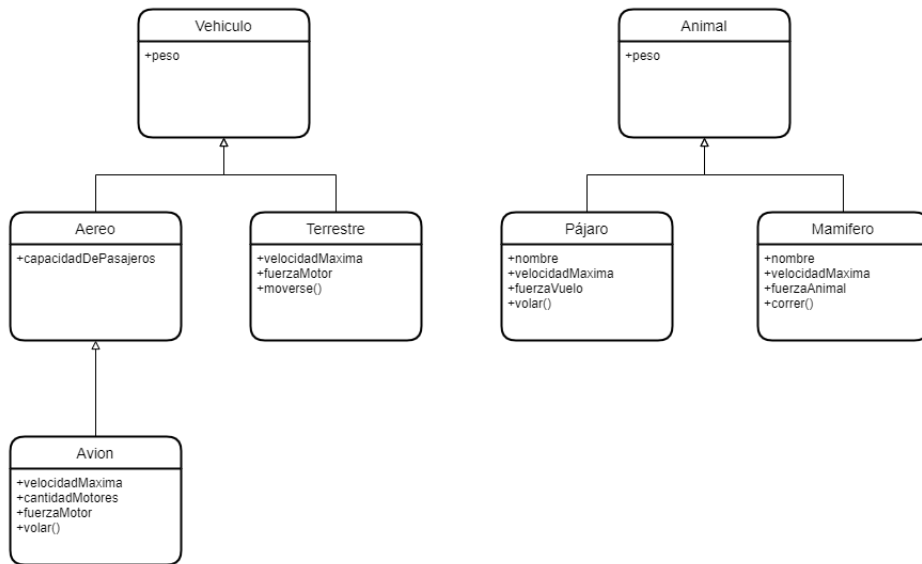 Vehiculo
+peso
Animal
+peso
Aereo
+capacidadDePasajeros
Terrestre
+velocidadMaxima
+fuerzaMotor
+moverse()
Pájaro
+nombre
+velocidadMaxima
+fuerzaVuelo
+volar()
Mamifero
+nombre
+velocidadMaxima
+fuerzaAnimal
+correr()
Avion
+velocidadMaxima
+cantidadMotores
+fuerzaMotor
+volar()